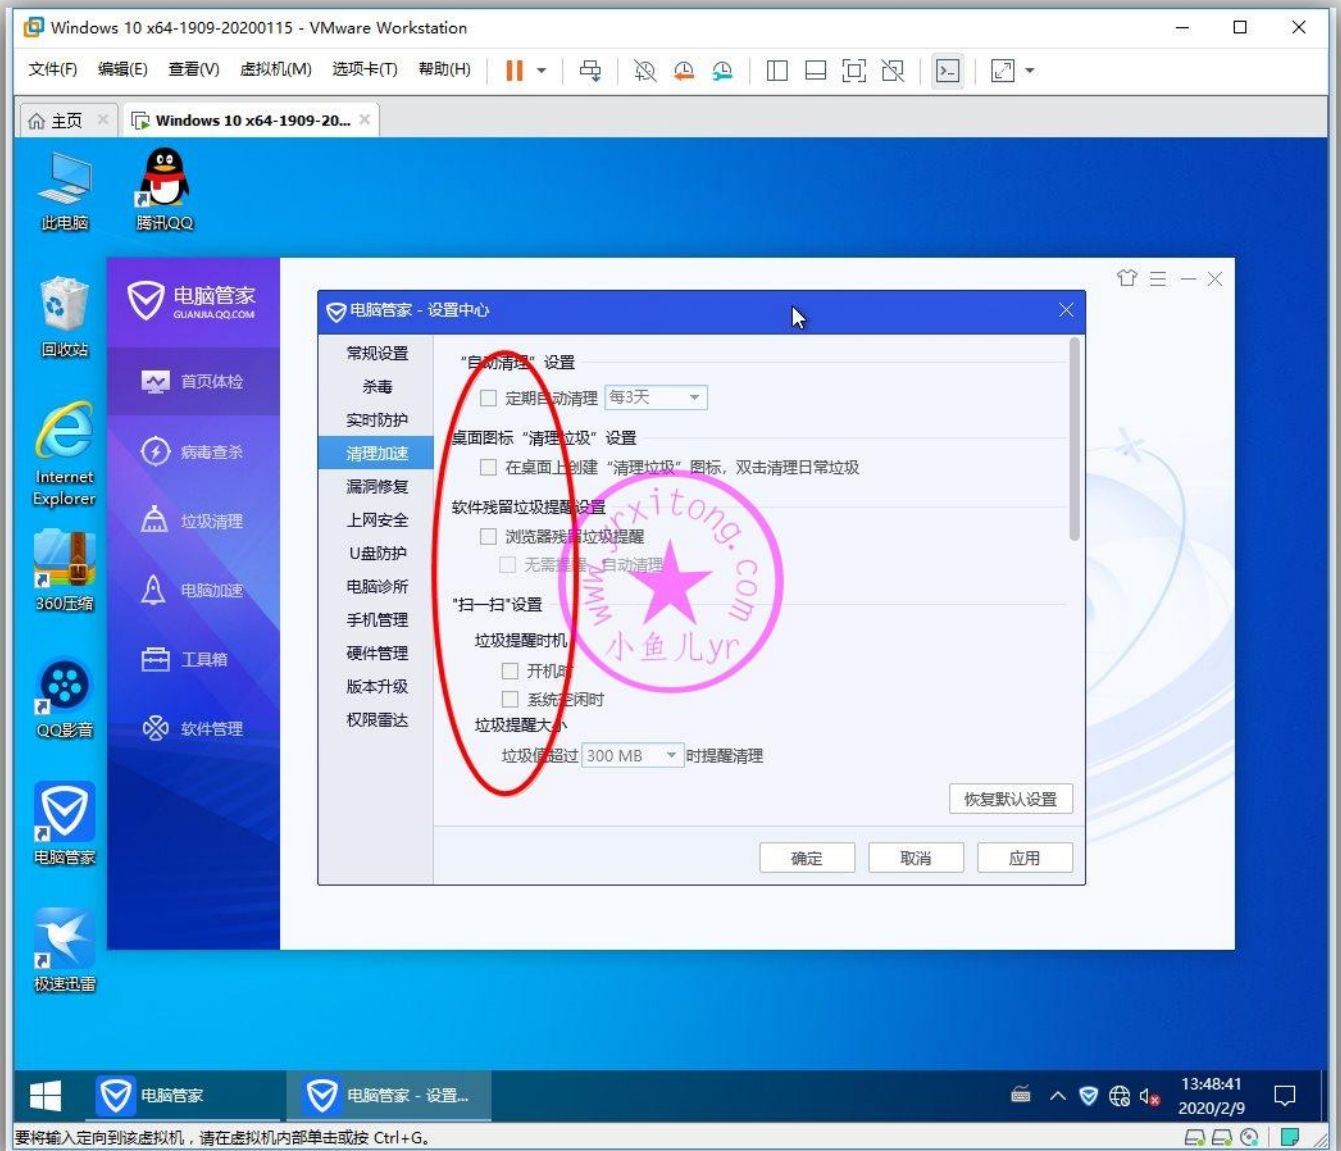 Windows 10 x64-1909-20200115 - VMware Workstation
文件(F) 编辑(E) 查看(V) 虚拟机(M) 选项卡(T) 帮助(H)
主页
Windows 10 x64-1909-20...
此电脑
腾讯QQ
回收站
Internet Explorer
360压缩
QQ影音
电脑管家
极速迅雷
电脑管家
GUANJIA.QQ.COM
首页体检
病毒查杀
垃圾清理
电脑加速
工具箱
软件管理
电脑管家 - 设置中心
常规设置
杀毒
实时防护
清理加速
漏洞修复
上网安全
U盘防护
电脑诊所
手机管理
硬件管理
版本升级
权限雷达
“自动清理” 设置
定期自动清理 每3天
桌面图标 “清理垃圾” 设置
在桌面上创建 “清理垃圾” 图标，双击清理日常垃圾
软件残留垃圾提醒设置
浏览器残留垃圾提醒
无需提醒，自动清理
"扫一扫"设置
垃圾提醒时机
开机时
系统空闲时
垃圾提醒大小
垃圾值超过 300 MB 时提醒清理
www.yrxitong.com
小鱼儿yr
恢复默认设置
确定 取消 应用
电脑管家
电脑管家 - 设置...
13:48:41
2020/2/9
要将输入定向到该虚拟机，请在虚拟机内部单击或按 Ctrl+G。